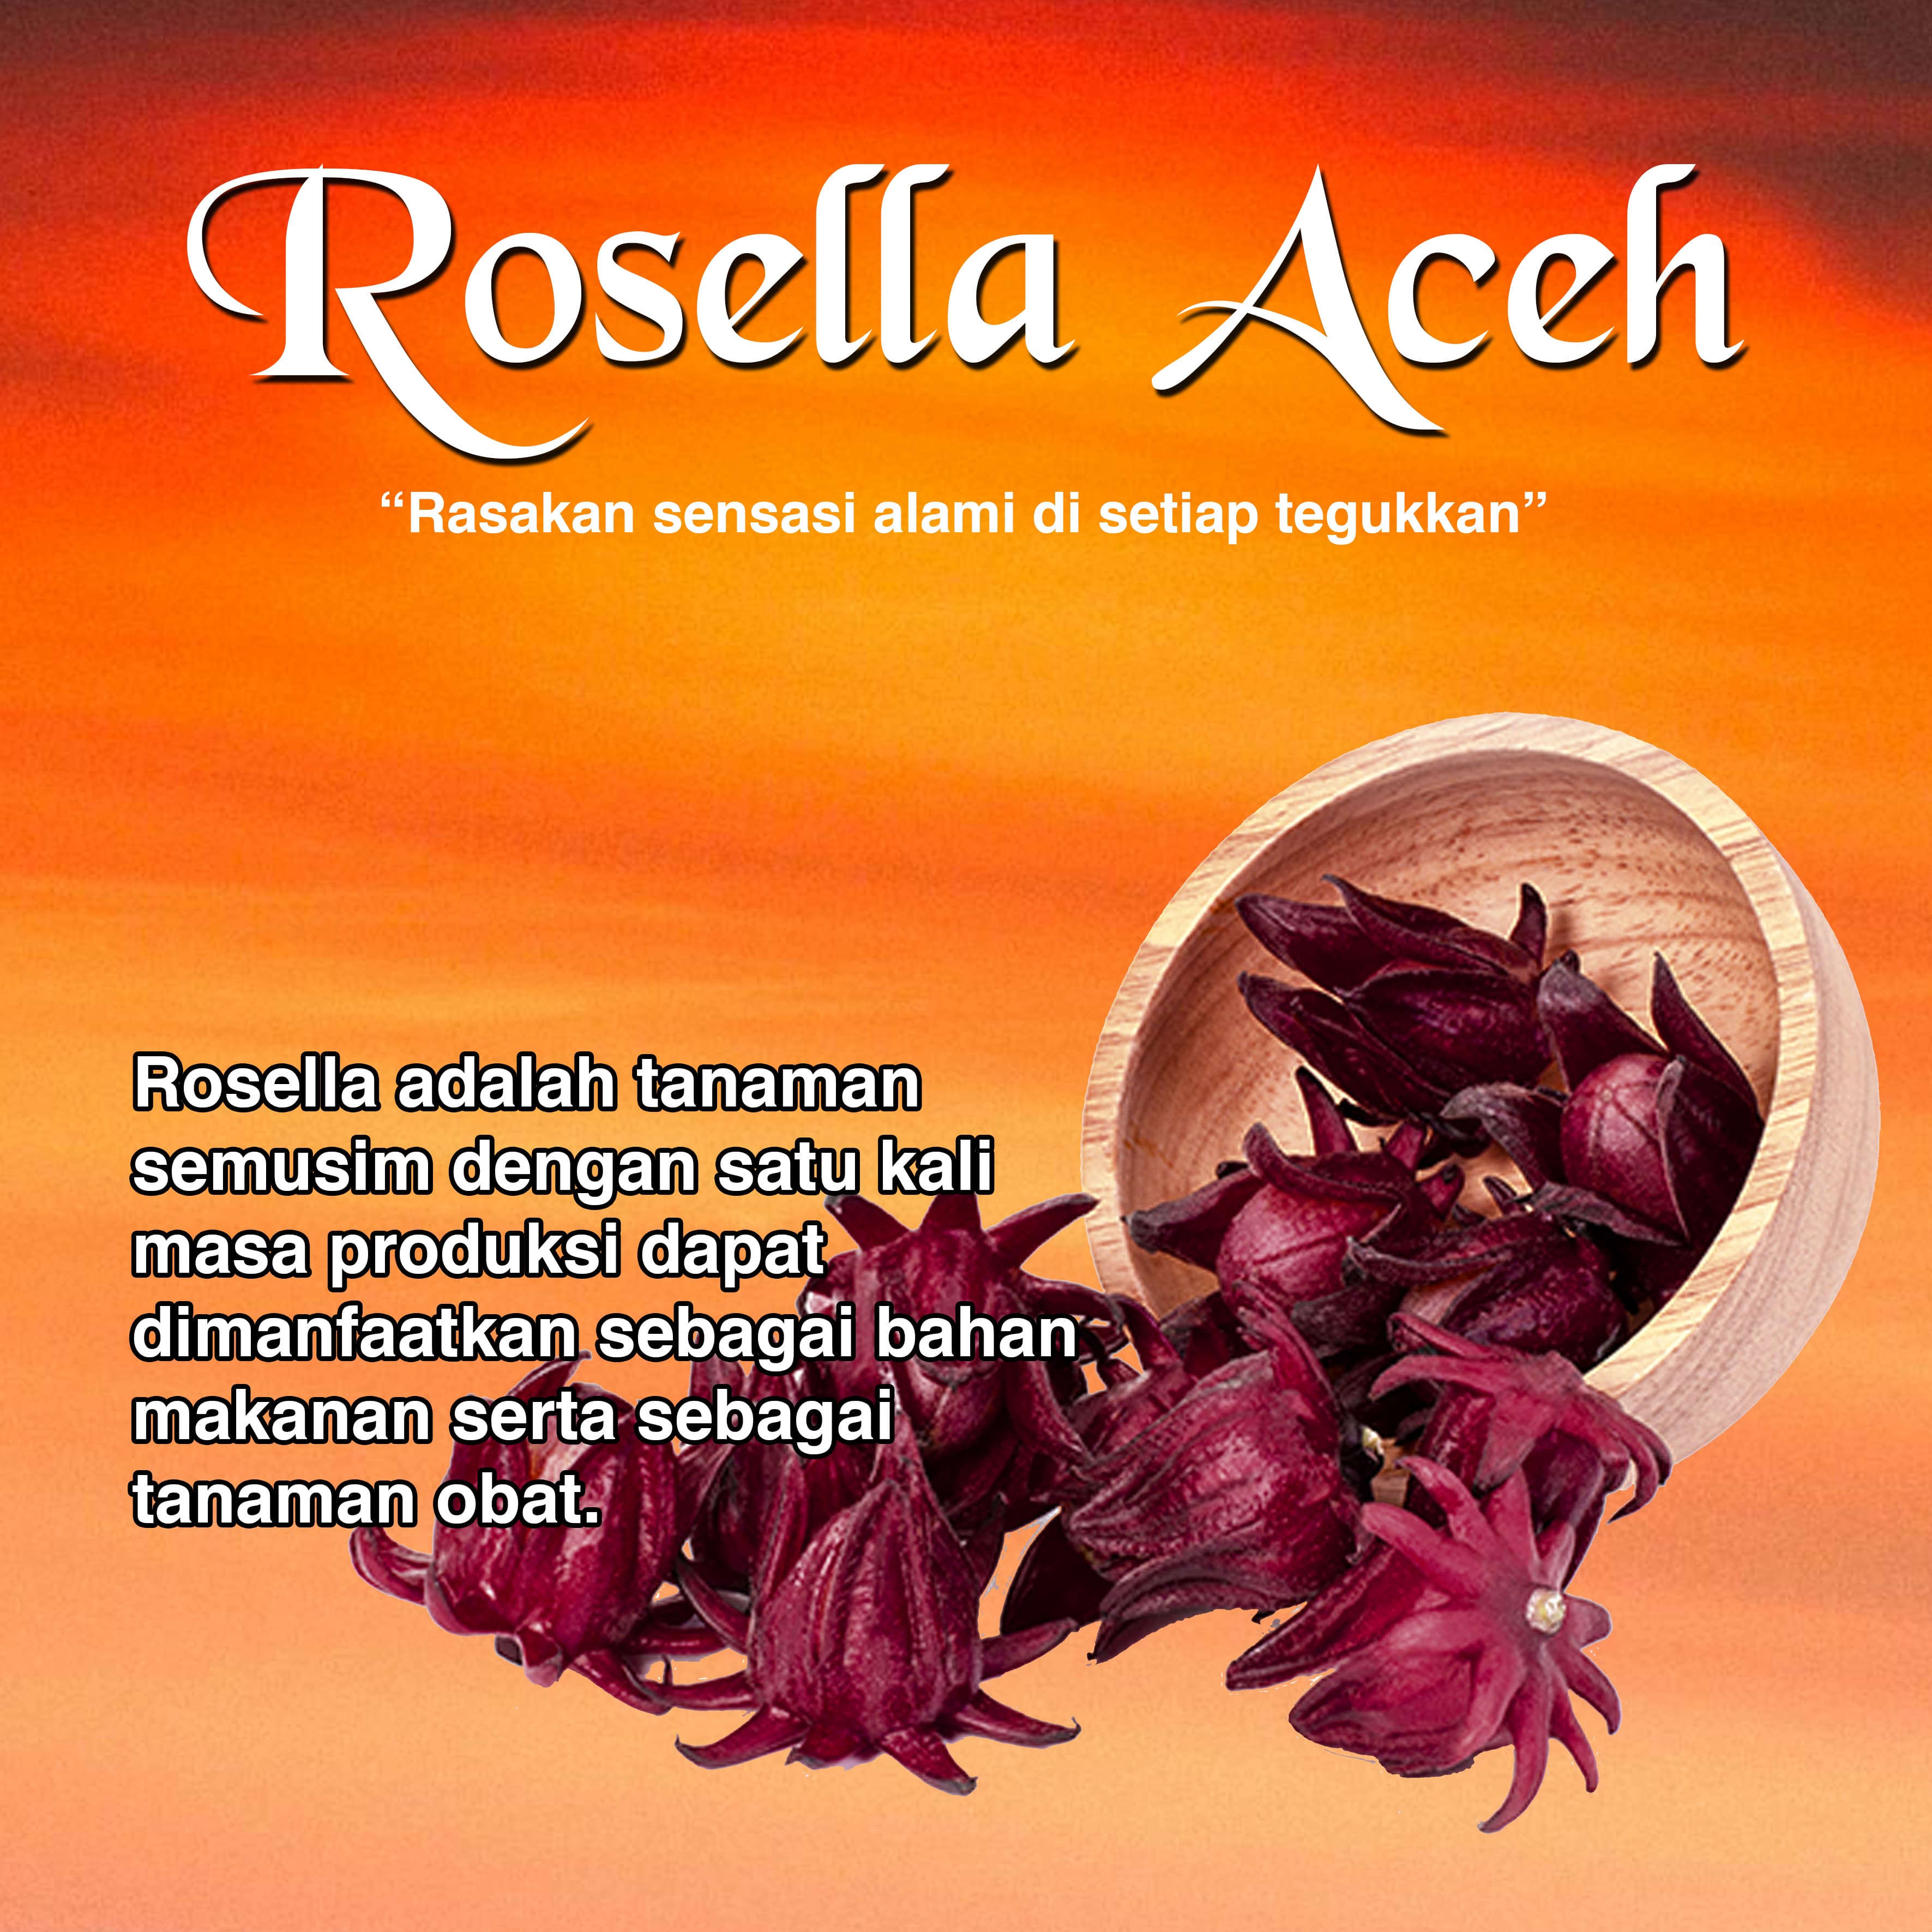 Rosella Aceh
“Rasakan sensasi alami di setiap tegukkan”
Rosella adalah tanaman
semusim dengan satu kali
masa produksi dapat
dimanfaatkan sebagai bahan
makanan serta sebagai
tanaman obat.